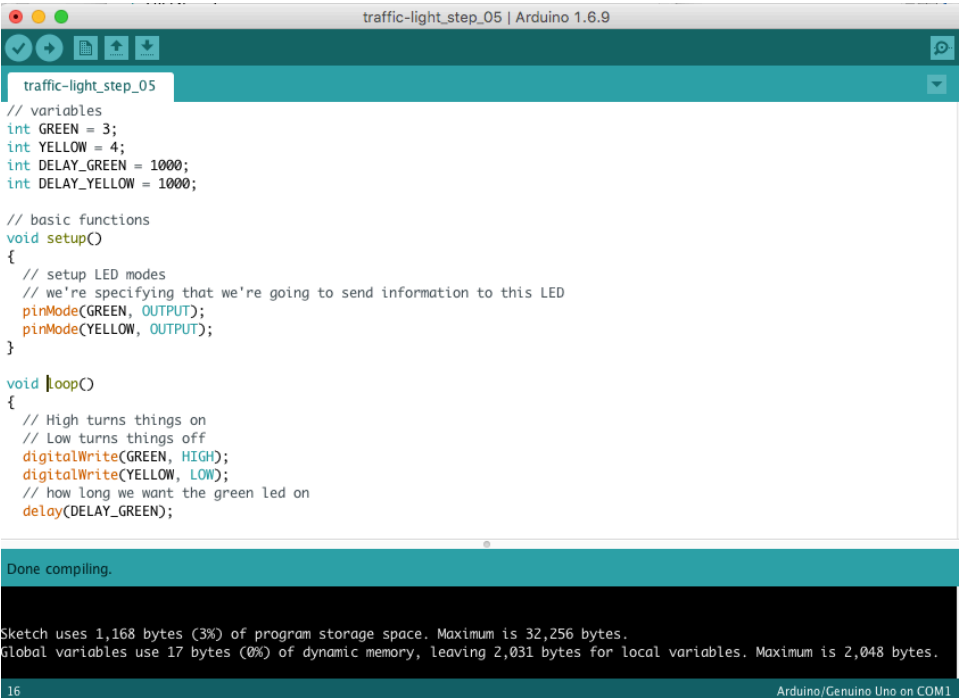 traffic-light_step_05 | Arduino 1.6.9
traffic-light_step_05
// variables
int GREEN = 3;
int YELLOW = 4;
int DELAY_GREEN = 1000;
int DELAY_YELLOW = 1000;
// basic functions
void setup()
{
// setup LED modes
// we're specifying that we're going to send information to this LED
pinMode(GREEN, OUTPUT);
pinMode(YELLOW, OUTPUT);
}
void loop()
{
// High turns things on
// Low turns things off
digitalWrite(GREEN, HIGH);
digitalWrite(YELLOW, LOW);
// how long we want the green led on
delay(DELAY_GREEN);
Done compiling.
Sketch uses 1,168 bytes (3%) of program storage space. Maximum is 32,256 bytes.
Global variables use 17 bytes (0%) of dynamic memory, leaving 2,031 bytes for local variables. Maximum is 2,048 bytes.
16 Arduino/Genuino Uno on COM1